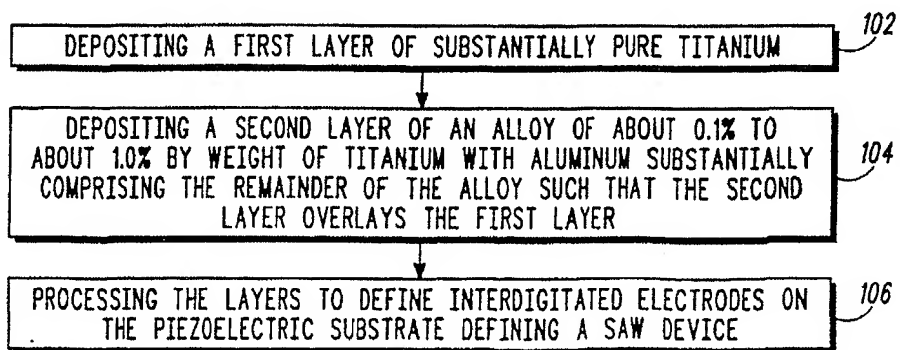 DEPOSITING A FIRST LAYER OF SUBSTANTIALLY PURE TITANIUM
102
DEPOSITING A SECOND LAYER OF AN ALLOY OF ABOUT 0.1% TO
ABOUT 1.0% BY WEIGHT OF TITANIUM WITH ALUMINUM SUBSTANTIALLY
COMPRISING THE REMAINDER OF THE ALLOY SUCH THAT THE SECOND
LAYER OVERLAYS THE FIRST LAYER
104
PROCESSING THE LAYERS TO DEFINE INTERDIGITATED ELECTRODES ON
THE PIEZOELECTRIC SUBSTRATE DEFINING A SAW DEVICE
106